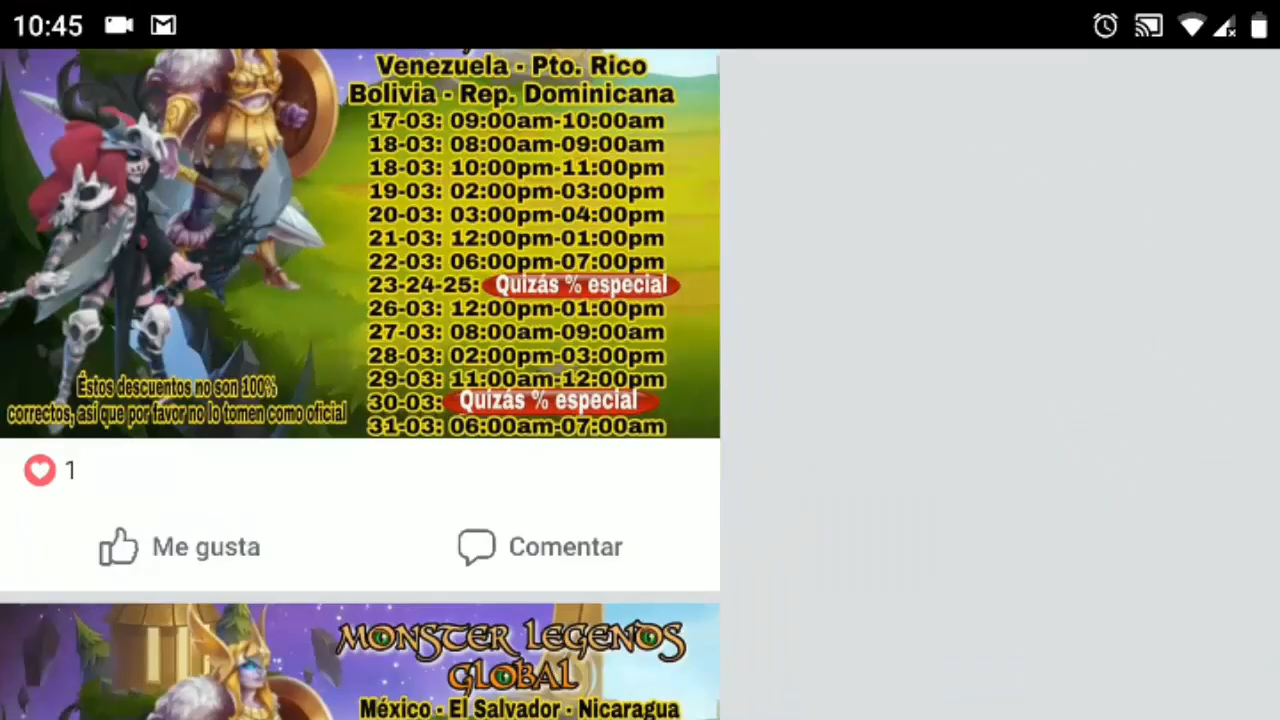 10:45
Venezuela - Pto. Rico
Bolivia - Rep. Dominicana
17-03: 09:00am-10:00am
18-03: 08:00am-09:00am
18-03: 10:00pm-11:00pm
19-03: 02:00pm-03:00pm
20-03: 03:00pm-04:00pm
21-03: 12:00pm-01:00pm
22-03: 06:00pm-07:00pm
23-24-25: Quizás % especial
26-03: 12:00pm-01:00pm
27-03: 08:00am-09:00am
28-03: 02:00pm-03:00pm
29-03: 11:00am-12:00pm
30-03: Quízás % especial
31-03: 06:00am-07:00am
Éstos descuentos no son 100%
correctos, así que por favor no lo tomen como oficial
1
Me gusta
Comentar
MONSTER LEGENDS
GLOBAL
México - El Salvador - Nicaragua